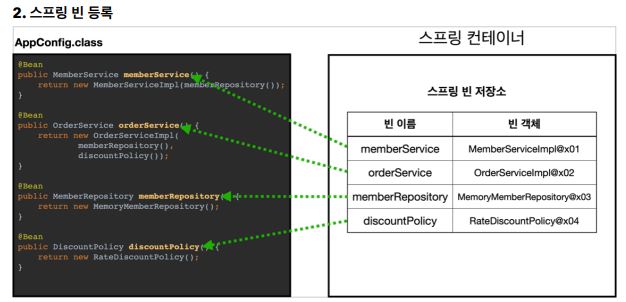 2. 스프링 빈 등록
AppConfig.class
@Bean
public MemberService memberService() {
return new MemberServiceImpl(memberRepository());
}
@Bean
public OrderService orderService() {
return new OrderServiceImpl(
memberRepository(),
discountPolicy());
}
@Bean
public MemberRepository memberRepository() {
return new MemoryMemberRepository();
}
@Bean
public DiscountPolicy discountPolicy() {
return new RateDiscountPolicy();
}
스프링 컨테이너
스프링 빈 저장소
빈 이름 빈 객체
memberService MemberServiceImpl@x01
orderService OrderServiceImpl@x02
memberRepository MemoryMemberRepository@x03
discountPolicy RateDiscountPolicy@x04